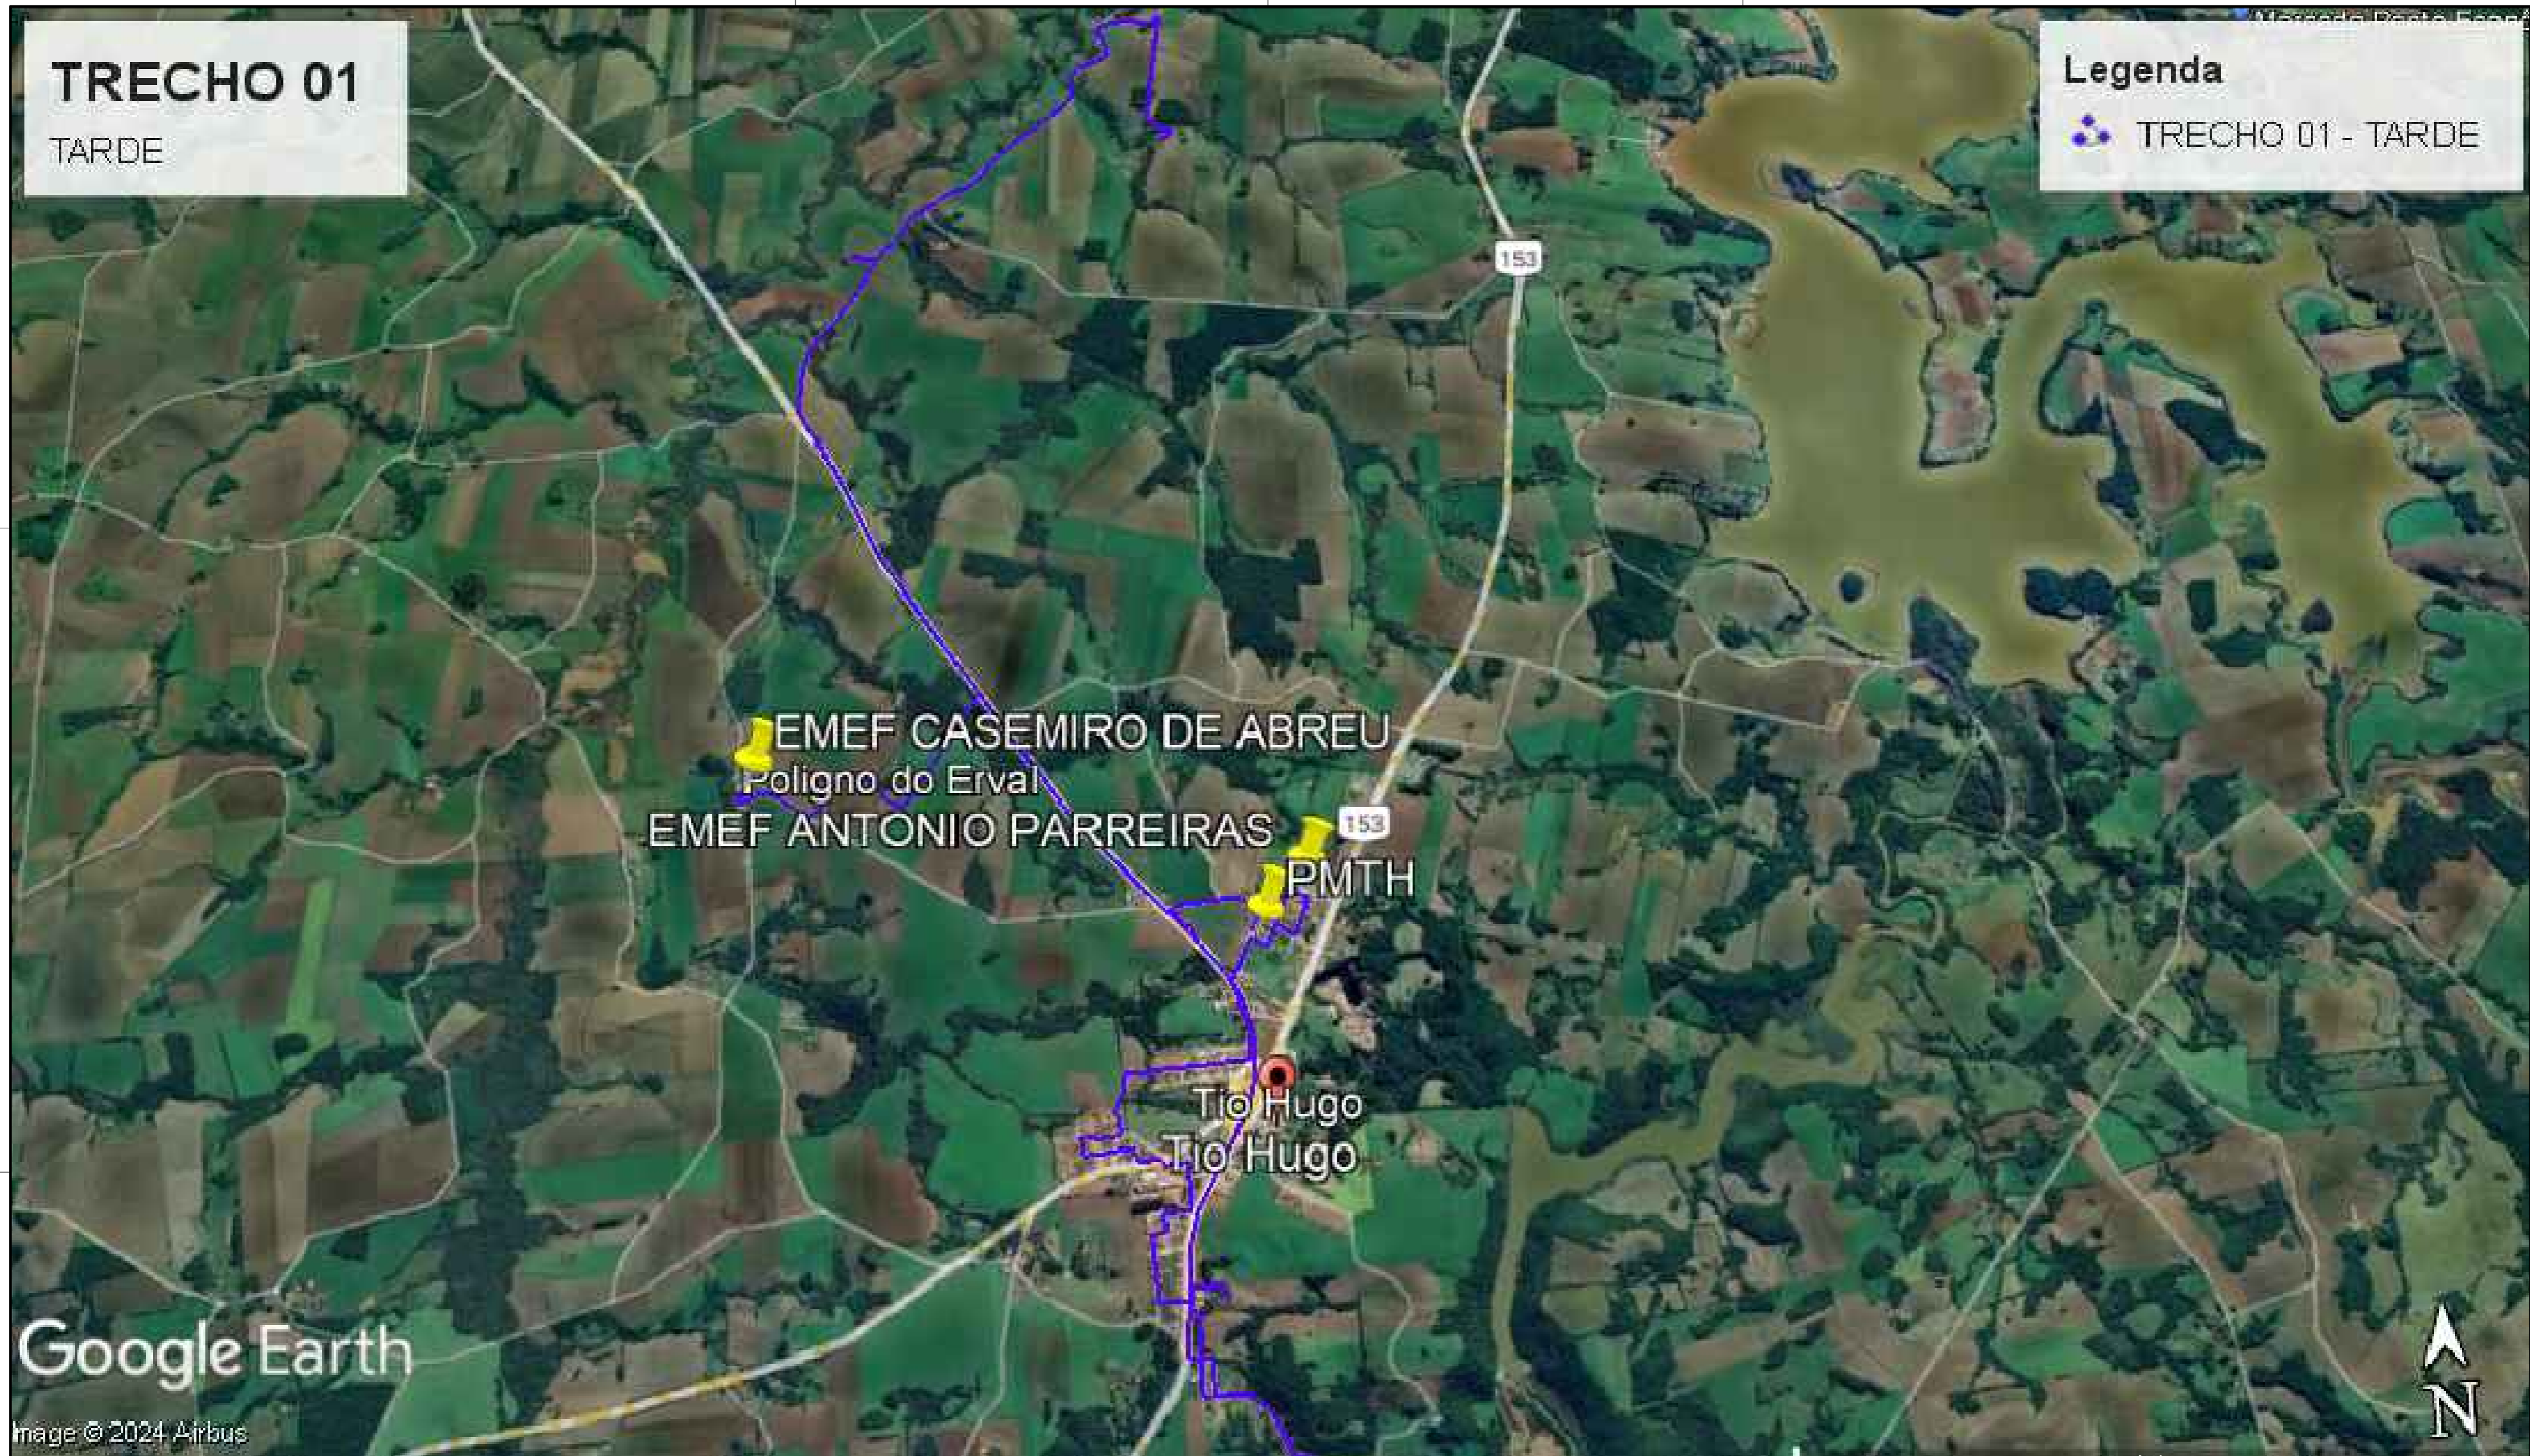 TRECHO 01
TARDE
Legenda
TRECHO 01 - TARDE
153
EMEF CASEMIRO DE ABREU
Poligno do Erval
EMEF ANTONIO PARREIRAS
153
PMTH
Tio Hugo
Tio Hugo
Google Earth
Image © 2024 Airbus
N